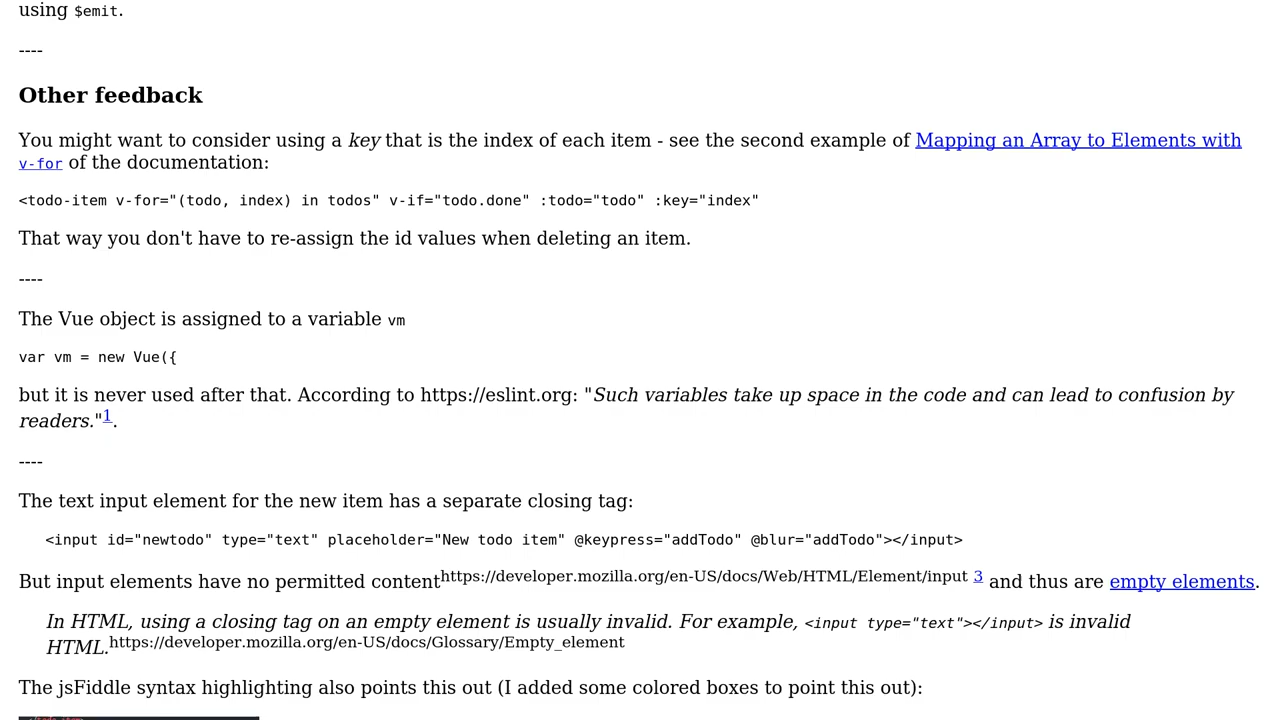 using $emit.
----
Other feedback
You might want to consider using a key that is the index of each item - see the second example of Mapping an Array to Elements with
v-for of the documentation:
<todo-item v-for="(todo, index) in todos" v-if="todo.done" :todo="todo" :key="index"
That way you don't have to re-assign the id values when deleting an item.
----
The Vue object is assigned to a variable vm
var vm = new Vue({
but it is never used after that. According to https://eslint.org: "Such variables take up space in the code and can lead to confusion by
readers."1.
----
The text input element for the new item has a separate closing tag:
<input id="newtodo" type="text" placeholder="New todo item" @keypress="addTodo" @blur="addTodo"></input>
But input elements have no permitted contenthttps://developer.mozilla.org/en-US/docs/Web/HTML/Element/input 3 and thus are empty elements.
In HTML, using a closing tag on an empty element is usually invalid. For example, <input type="text"></input> is invalid
HTML.https://developer.mozilla.org/en-US/docs/Glossary/Empty_element
The jsFiddle syntax highlighting also points this out (I added some colored boxes to point this out):